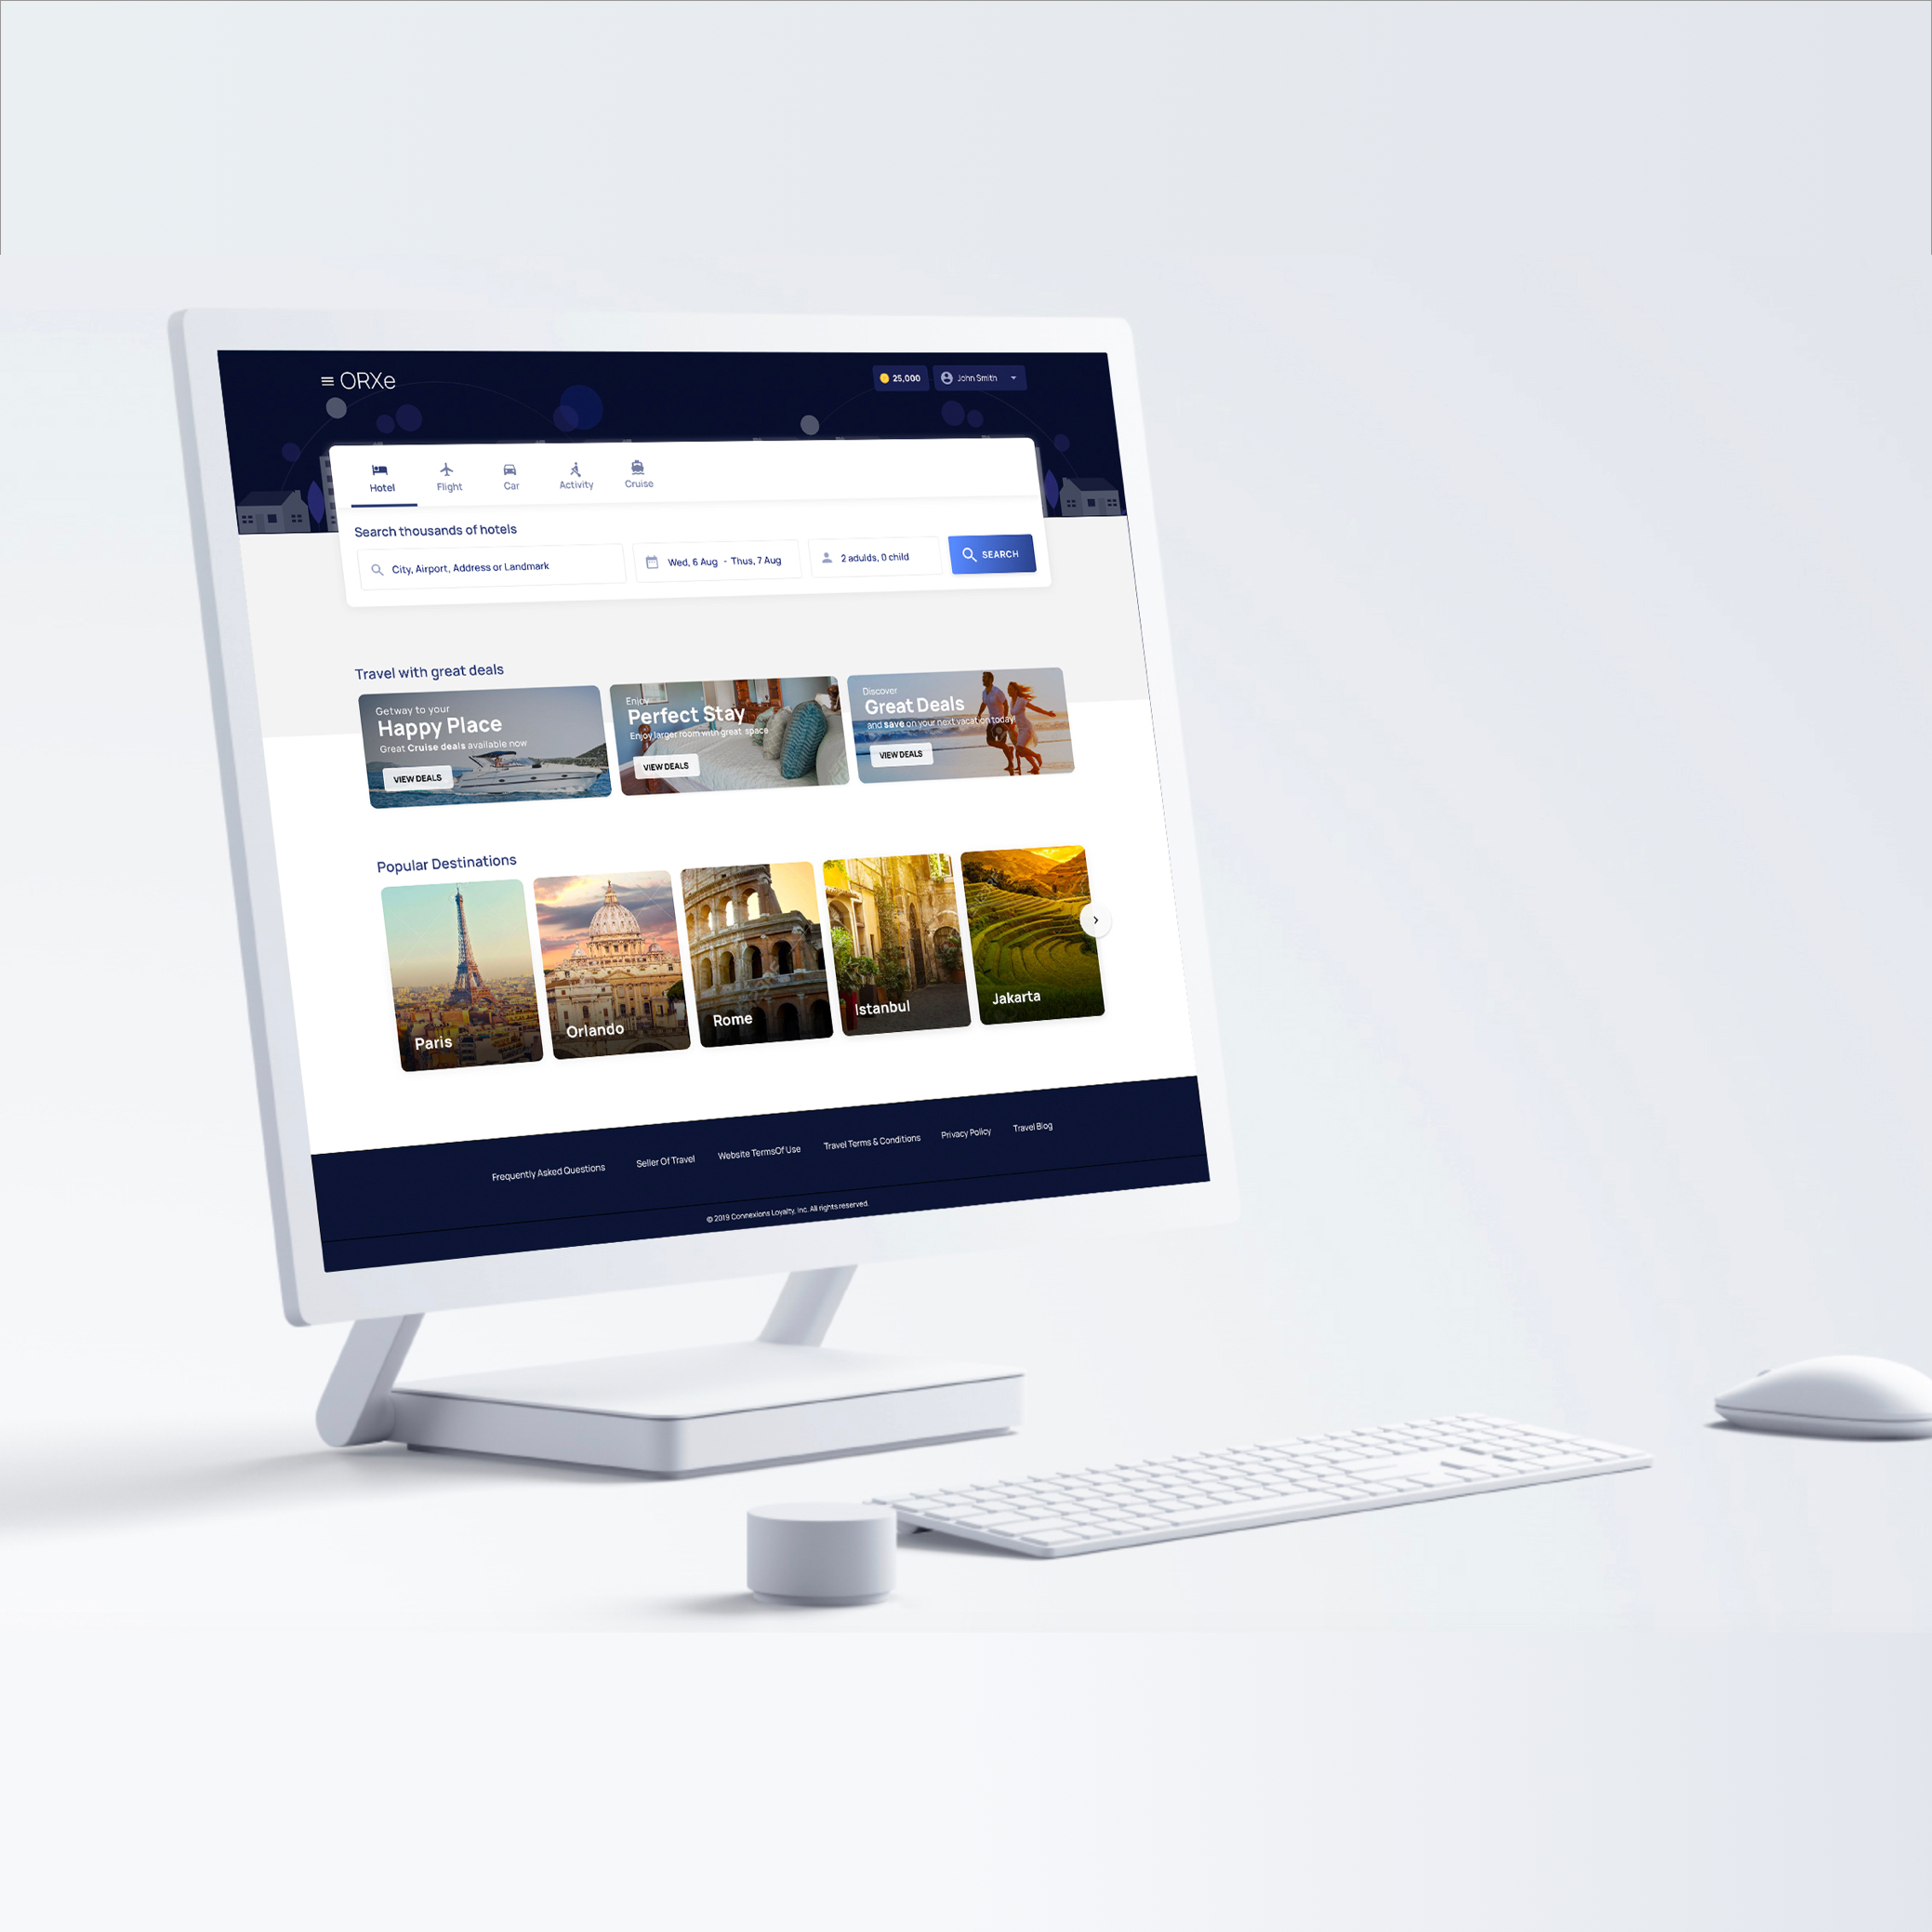 ORXe
25,000
John Smith
Hotel
Flight
Car
Activity
Cruise
Search thousands of hotels
City, Airport, Address or Landmark
Wed, 6 Aug - Thus, 7 Aug
2 adulds, 0 child
SEARCH
Travel with great deals
Getway to your
Happy Place
Great Cruise deals available now
VIEW DEALS
Enjoy
Perfect Stay
Enjoy larger room with great space
VIEW DEALS
Discover
Great Deals
and save on your next vacation today!
VIEW DEALS
Popular Destinations
Paris
Orlando
Rome
Istanbul
Jakarta
Frequently Asked Questions
Seller Of Travel
Website TermsOf Use
Travel Terms & Conditions
Privacy Policy
Travel Blog
© 2019 Connexions Loyalty, Inc. All rights reserved.